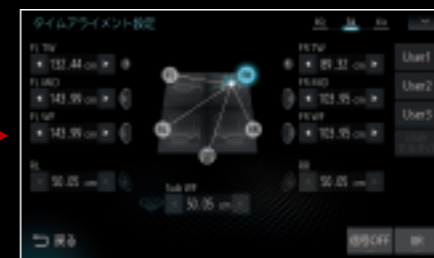 タイムアライメント設定
FL TW
132.44 cm
FR TW
89.32 cm
User1
FL MID
143.99 cm
FR MID
103.95 cm
User2
FL WF
143.99 cm
FR WF
103.95 cm
User3
RL
50.05 cm
RR
50.05 cm
Sub WF
50.05 cm
戻る